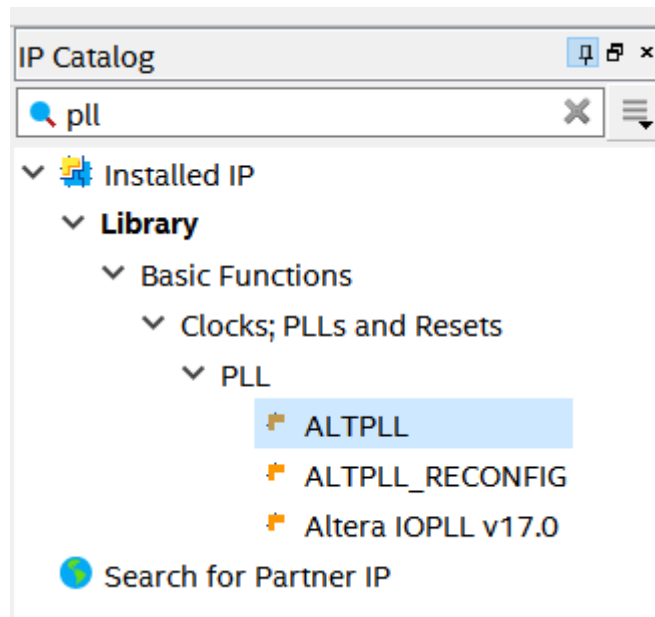 IP Catalog
pll
Installed IP
Library
Basic Functions
Clocks; PLLs and Resets
PLL
ALTPLL
ALTPLL_RECONFIG
Altera IOPLL v17.0
Search for Partner IP